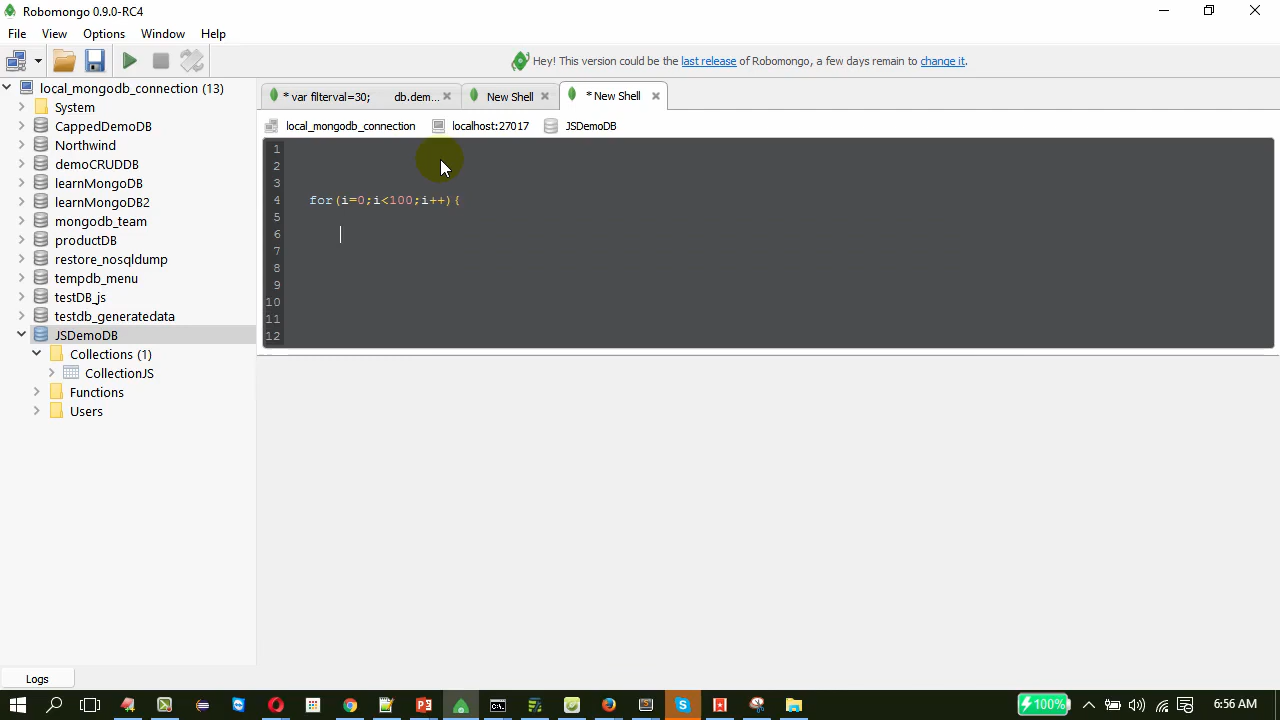 Robomongo 0.9.0-RC4
File View Options Window Help
Hey! This version could be the last release of Robomongo, a few days remain to change it.
local_mongodb_connection (13)
System
CappedDemoDB
Northwind
demoCRUDDB
learnMongoDB
learnMongoDB2
mongodb_team
productDB
restore_nosqldump
tempdb_menu
testDB_js
testdb_generatedata
JSDemoDB
Collections (1)
CollectionJS
Functions
Users
* var filterval=30; db.dem... New Shell * New Shell
local_mongodb_connection localhost:27017 JSDemoDB
1
2
3
4 for(i=0;i<100;i++){
5
6
7
8
9
10
11
12
Logs
100% 6:56 AM